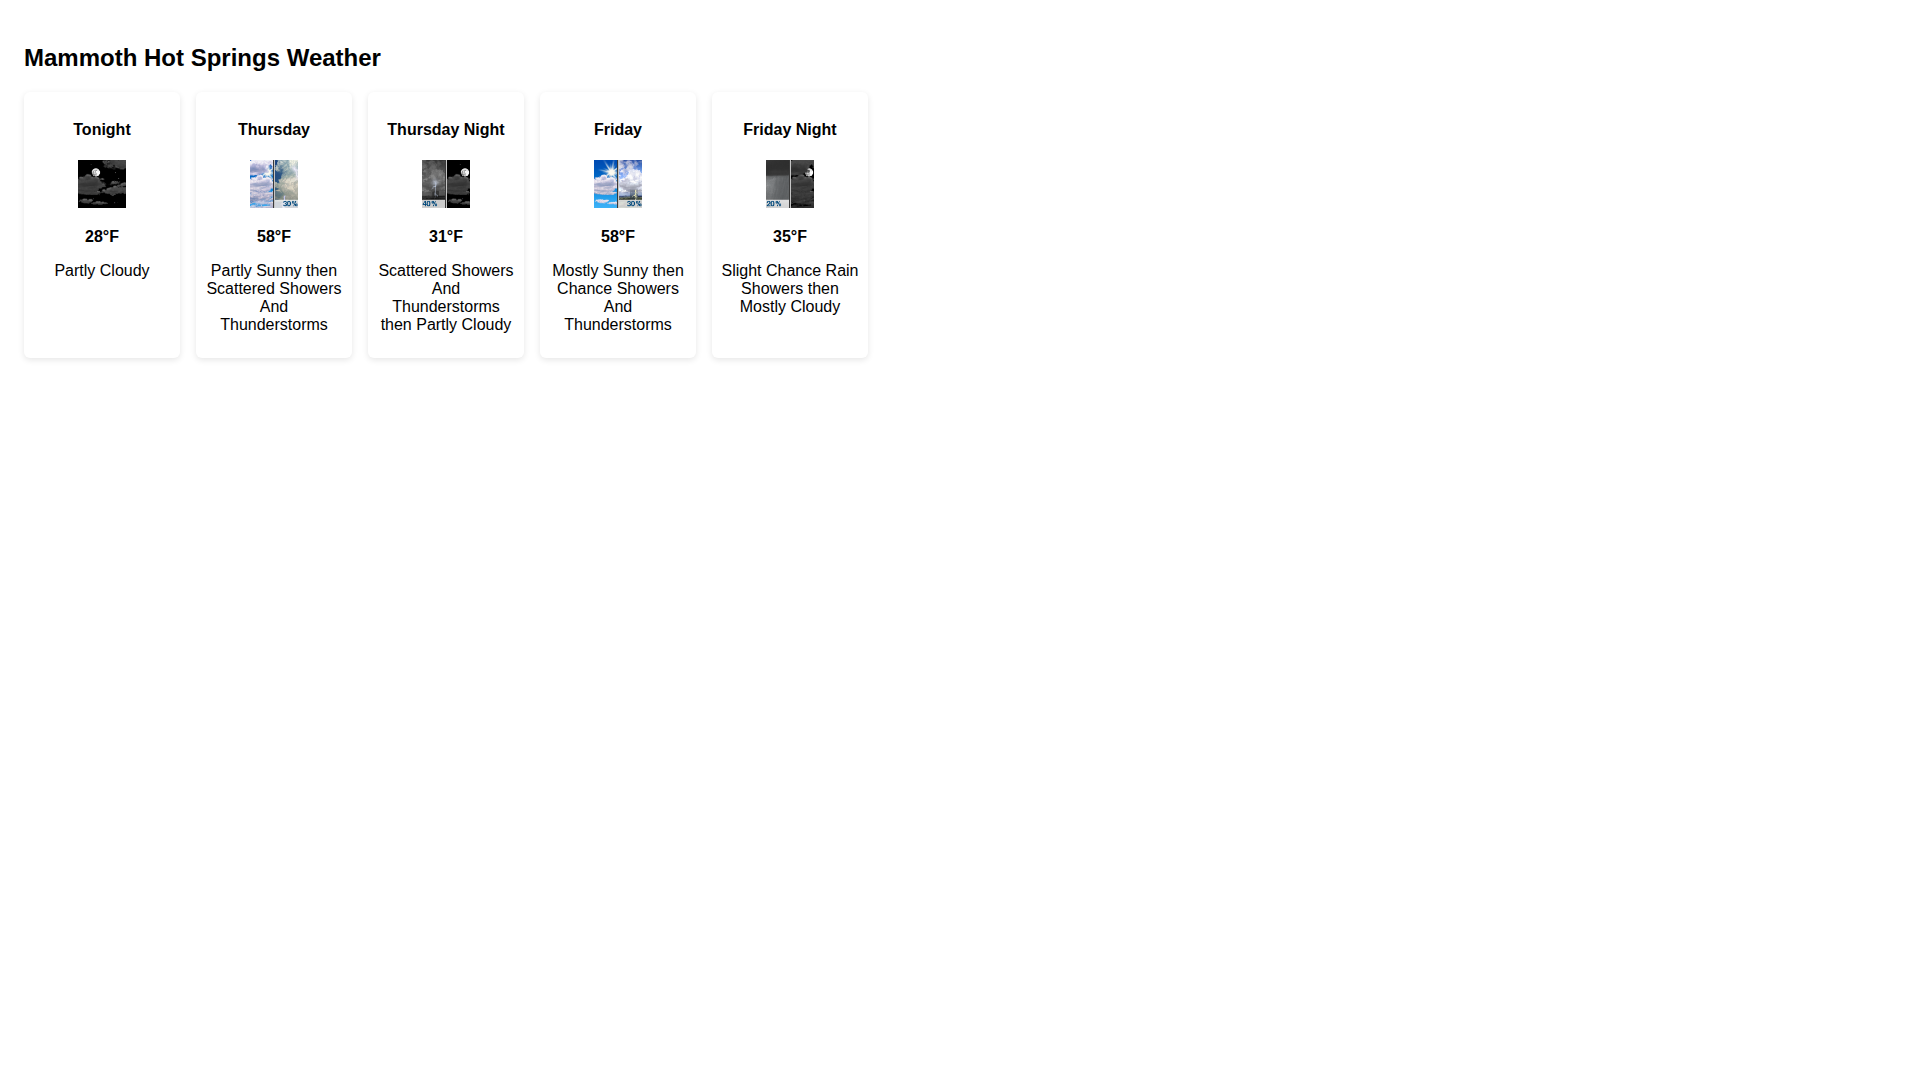 Mammoth Hot Springs Weather
Tonight
28°F
Partly Cloudy
Thursday
30%
58°F
Partly Sunny then
Scattered Showers
And
Thunderstorms
Thursday Night
40%
31°F
Scattered Showers
And
Thunderstorms
then Partly Cloudy
Friday
30%
58°F
Mostly Sunny then
Chance Showers
And
Thunderstorms
Friday Night
20%
35°F
Slight Chance Rain
Showers then
Mostly Cloudy